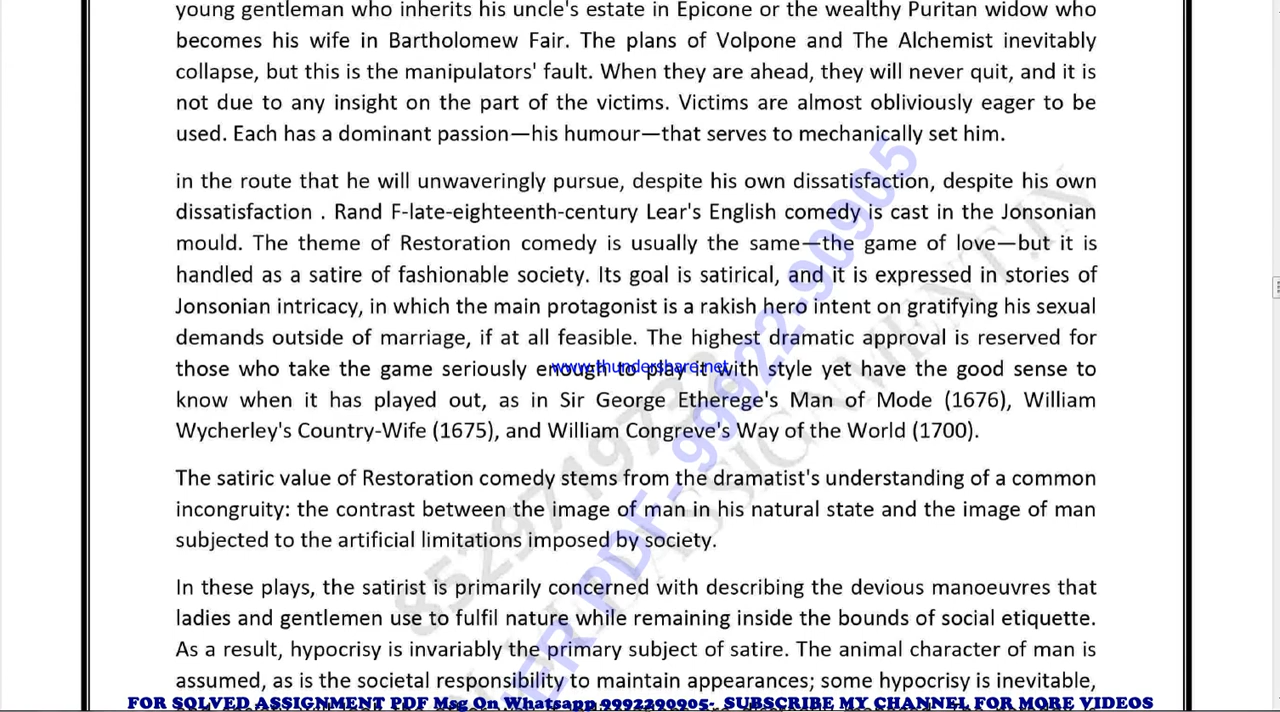 young gentleman who inherits his uncle's estate in Epicone or the wealthy Puritan widow who
becomes his wife in Bartholomew Fair. The plans of Volpone and The Alchemist inevitably
collapse, but this is the manipulators' fault. When they are ahead, they will never quit, and it is
not due to any insight on the part of the victims. Victims are almost obliviously eager to be
used. Each has a dominant passion—his humour—that serves to mechanically set him.
in the route that he will unwaveringly pursue, despite his own dissatisfaction, despite his own
dissatisfaction . Rand F-late-eighteenth-century Lear's English comedy is cast in the Jonsonian
mould. The theme of Restoration comedy is usually the same—the game of love—but it is
handled as a satire of fashionable society. Its goal is satirical, and it is expressed in stories of
Jonsonian intricacy, in which the main protagonist is a rakish hero intent on gratifying his sexual
demands outside of marriage, if at all feasible. The highest dramatic approval is reserved for
those who take the game seriously enough to play it with style yet have the good sense to
www.thundershare.net
know when it has played out, as in Sir George Etherege's Man of Mode (1676), William
Wycherley's Country-Wife (1675), and William Congreve's Way of the World (1700).
The satiric value of Restoration comedy stems from the dramatist's understanding of a common
incongruity: the contrast between the image of man in his natural state and the image of man
subjected to the artificial limitations imposed by society.
In these plays, the satirist is primarily concerned with describing the devious manoeuvres that
ladies and gentlemen use to fulfil nature while remaining inside the bounds of social etiquette.
As a result, hypocrisy is invariably the primary subject of satire. The animal character of man is
assumed, as is the societal responsibility to maintain appearances; some hypocrisy is inevitable,
FOR SOLVED ASSIGNMENT PDF Msg On Whatsapp 9992290905- SUBSCRIBE MY CHANNEL FOR MORE VIDEOS